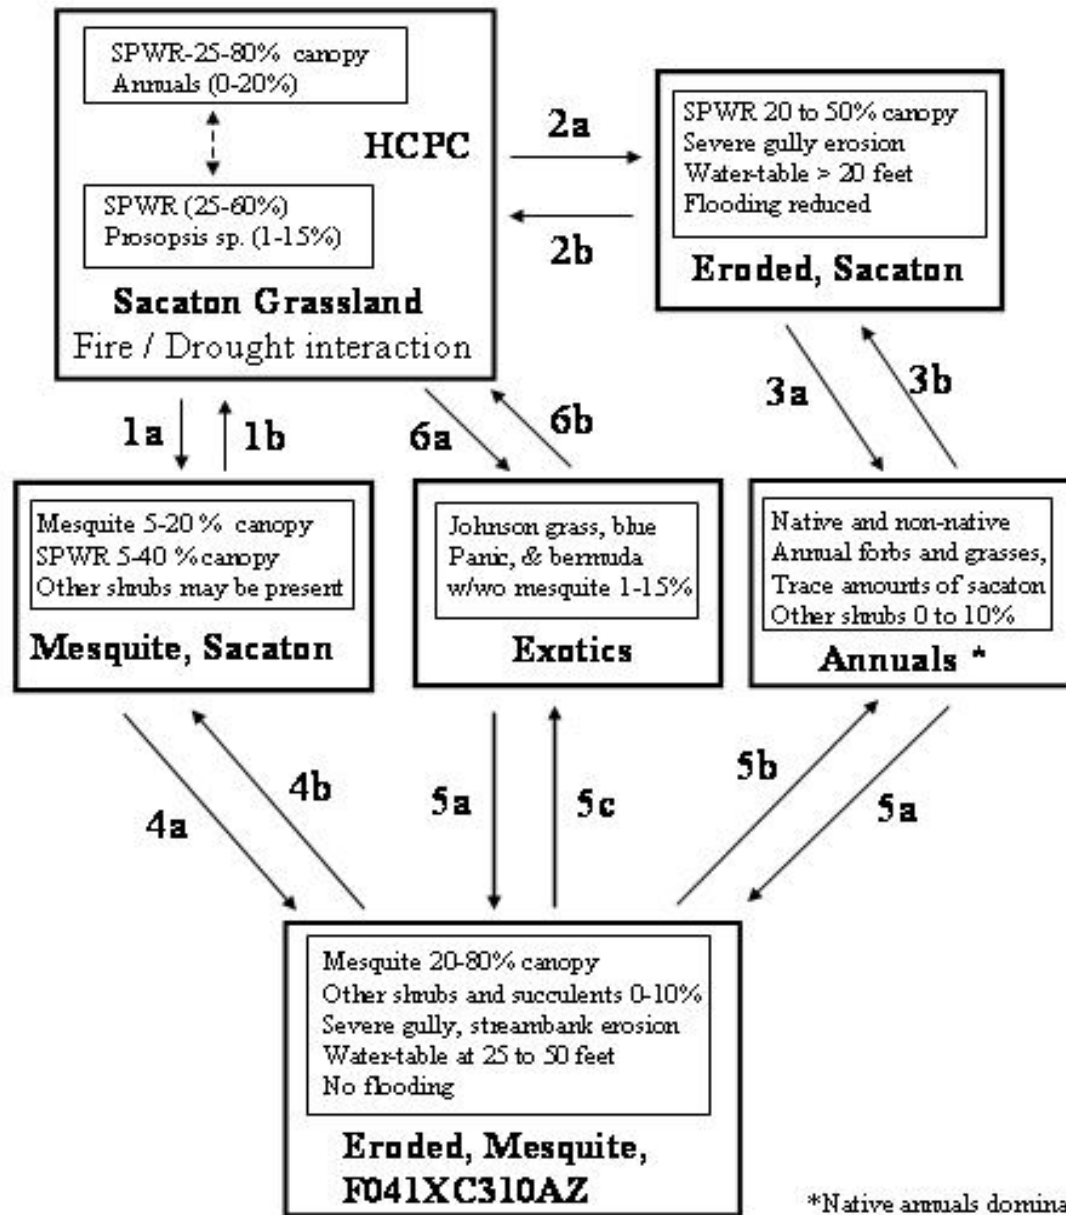 SPWR-25-80% canopy
Annuals (0-20%)
HCPC
SPWR (25-60%)
Prosopsis sp. (1-15%)
Sacaton Grassland
Fire / Drought interaction
2a
2b
SPWR 20 to 50% canopy
Severe gully erosion
Water-table > 20 feet
Flooding reduced
Eroded, Sacaton
1a
1b
6a
6b
3a
3b
Mesquite 5-20 % canopy
SPWR 5-40 %canopy
Other shrubs may be present
Mesquite, Sacaton
Johnson grass, blue
Panic, & bermuda
w/wo mesquite 1-15%
Exotics
Native and non-native
Annual forbs and grasses,
Trace amounts of sacaton
Other shrubs 0 to 10%
Annuals *
4a
4b
5a
5c
5b
5a
Mesquite 20-80% canopy
Other shrubs and succulents 0-10%
Severe gully, streambank erosion
Water-table at 25 to 50 feet
No flooding
Eroded, Mesquite,
F041XC310AZ
*Native annuals domina